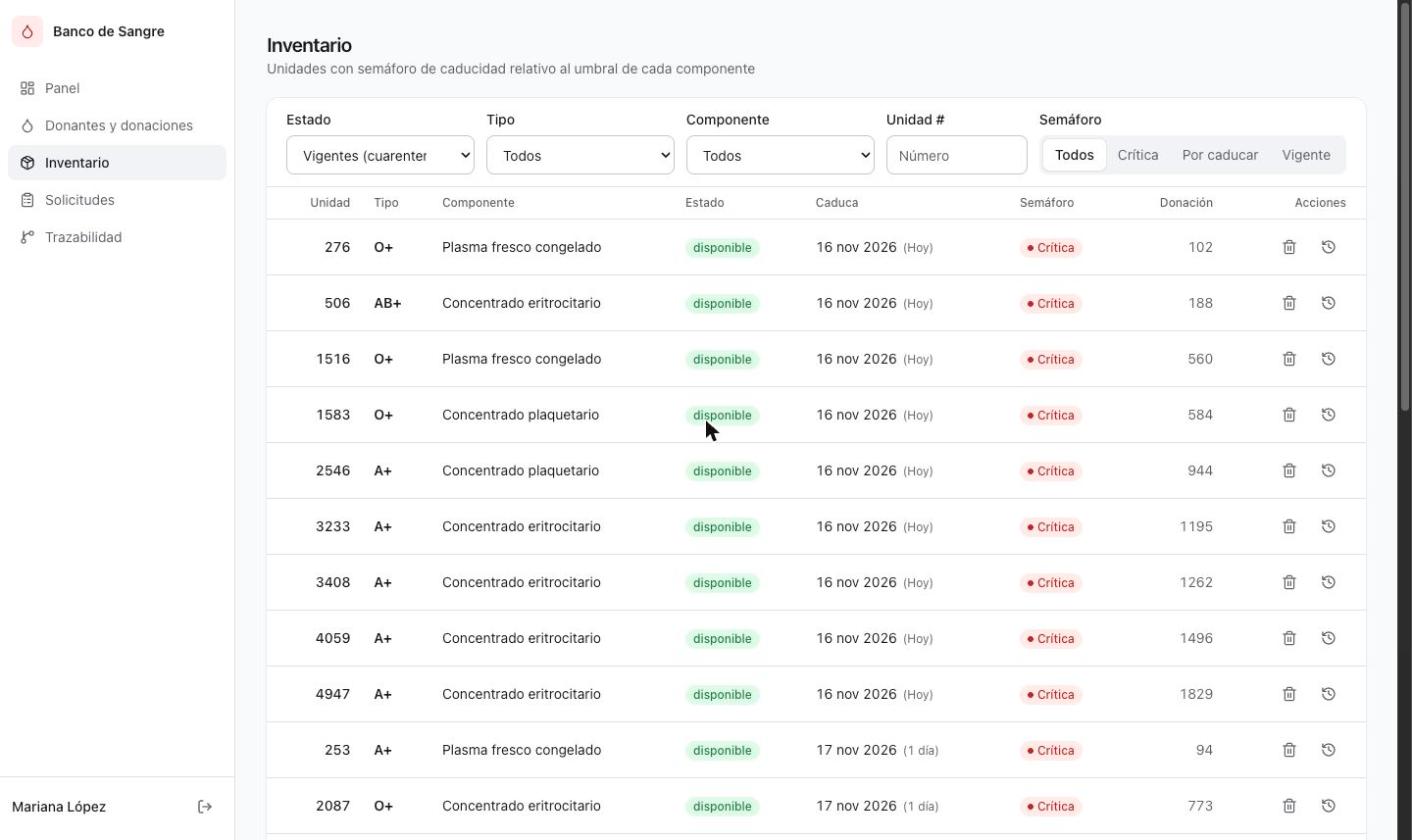 Banco de Sangre
Panel
Donantes y donaciones
Inventario
Solicitudes
Trazabilidad
Mariana López
Inventario
Unidades con semáforo de caducidad relativo al umbral de cada componente
Estado Tipo Componente Unidad # Semáforo
Vigentes (cuarenter Todos Todos Número Todos Crítica Por caducar Vigente
Unidad Tipo Componente Estado Caduca Semáforo Donación Acciones
276 O+ Plasma fresco congelado disponible 16 nov 2026 (Hoy) Crítica 102
506 AB+ Concentrado eritrocitario disponible 16 nov 2026 (Hoy) Crítica 188
1516 O+ Plasma fresco congelado disponible 16 nov 2026 (Hoy) Crítica 560
1583 O+ Concentrado plaquetario disponible 16 nov 2026 (Hoy) Crítica 584
2546 A+ Concentrado plaquetario disponible 16 nov 2026 (Hoy) Crítica 944
3233 A+ Concentrado eritrocitario disponible 16 nov 2026 (Hoy) Crítica 1195
3408 A+ Concentrado eritrocitario disponible 16 nov 2026 (Hoy) Crítica 1262
4059 A+ Concentrado eritrocitario disponible 16 nov 2026 (Hoy) Crítica 1496
4947 A+ Concentrado eritrocitario disponible 16 nov 2026 (Hoy) Crítica 1829
253 A+ Plasma fresco congelado disponible 17 nov 2026 (1 día) Crítica 94
2087 O+ Concentrado eritrocitario disponible 17 nov 2026 (1 día) Crítica 773